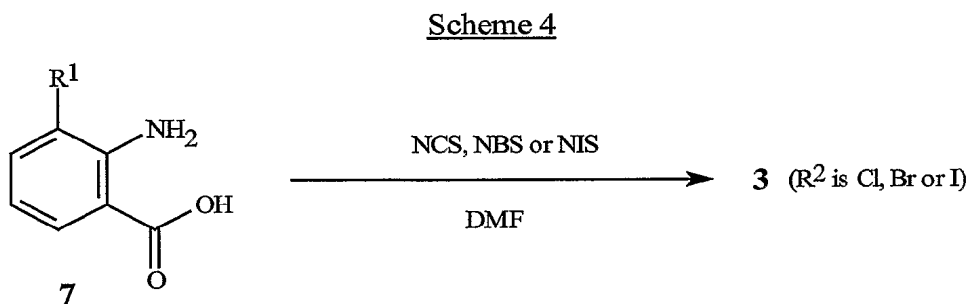 Scheme 4
R1
NH2
OH
O
7
NCS, NBS or NIS
DMF
3 (R2 is Cl, Br or I)